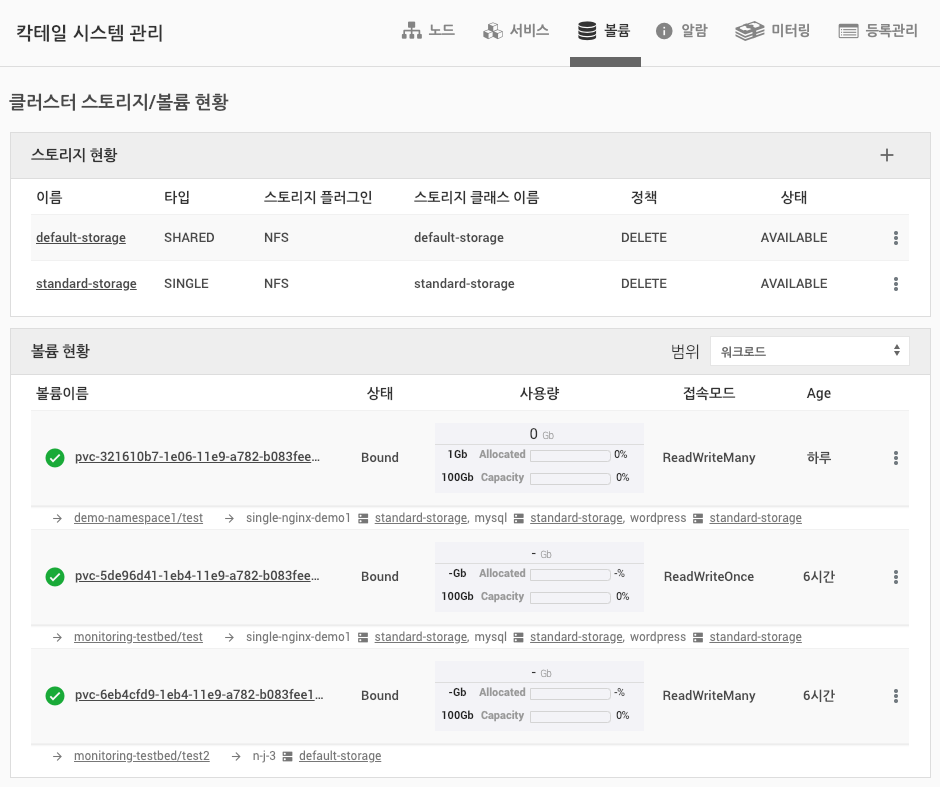 칵테일 시스템 관리 노드 서비스 볼륨 알람 미터링 등록관리
클러스터 스토리지/볼륨 현황
스토리지 현황
이름 타입 스토리지 플러그인 스토리지 클래스 이름 정책 상태
default-storage SHARED NFS default-storage DELETE AVAILABLE
standard-storage SINGLE NFS standard-storage DELETE AVAILABLE
볼륨 현황 범위 워크로드
볼륨이름 상태 사용량 접속모드 Age
0 Gb
pvc-321610b7-1e06-11e9-a782-b083fee... Bound 1Gb Allocated 0% ReadWriteMany 하루
100Gb Capacity 0%
→ demo-namespace1/test → single-nginx-demo1 standard-storage, mysql standard-storage, wordpress standard-storage
- Gb
pvc-5de96d41-1eb4-11e9-a782-b083fee... Bound -Gb Allocated -% ReadWriteOnce 6시간
100Gb Capacity 0%
→ monitoring-testbed/test → single-nginx-demo1 standard-storage, mysql standard-storage, wordpress standard-storage
- Gb
pvc-6eb4cfd9-1eb4-11e9-a782-b083fee1... Bound -Gb Allocated -% ReadWriteMany 6시간
100Gb Capacity 0%
→ monitoring-testbed/test2 → n-j-3 default-storage